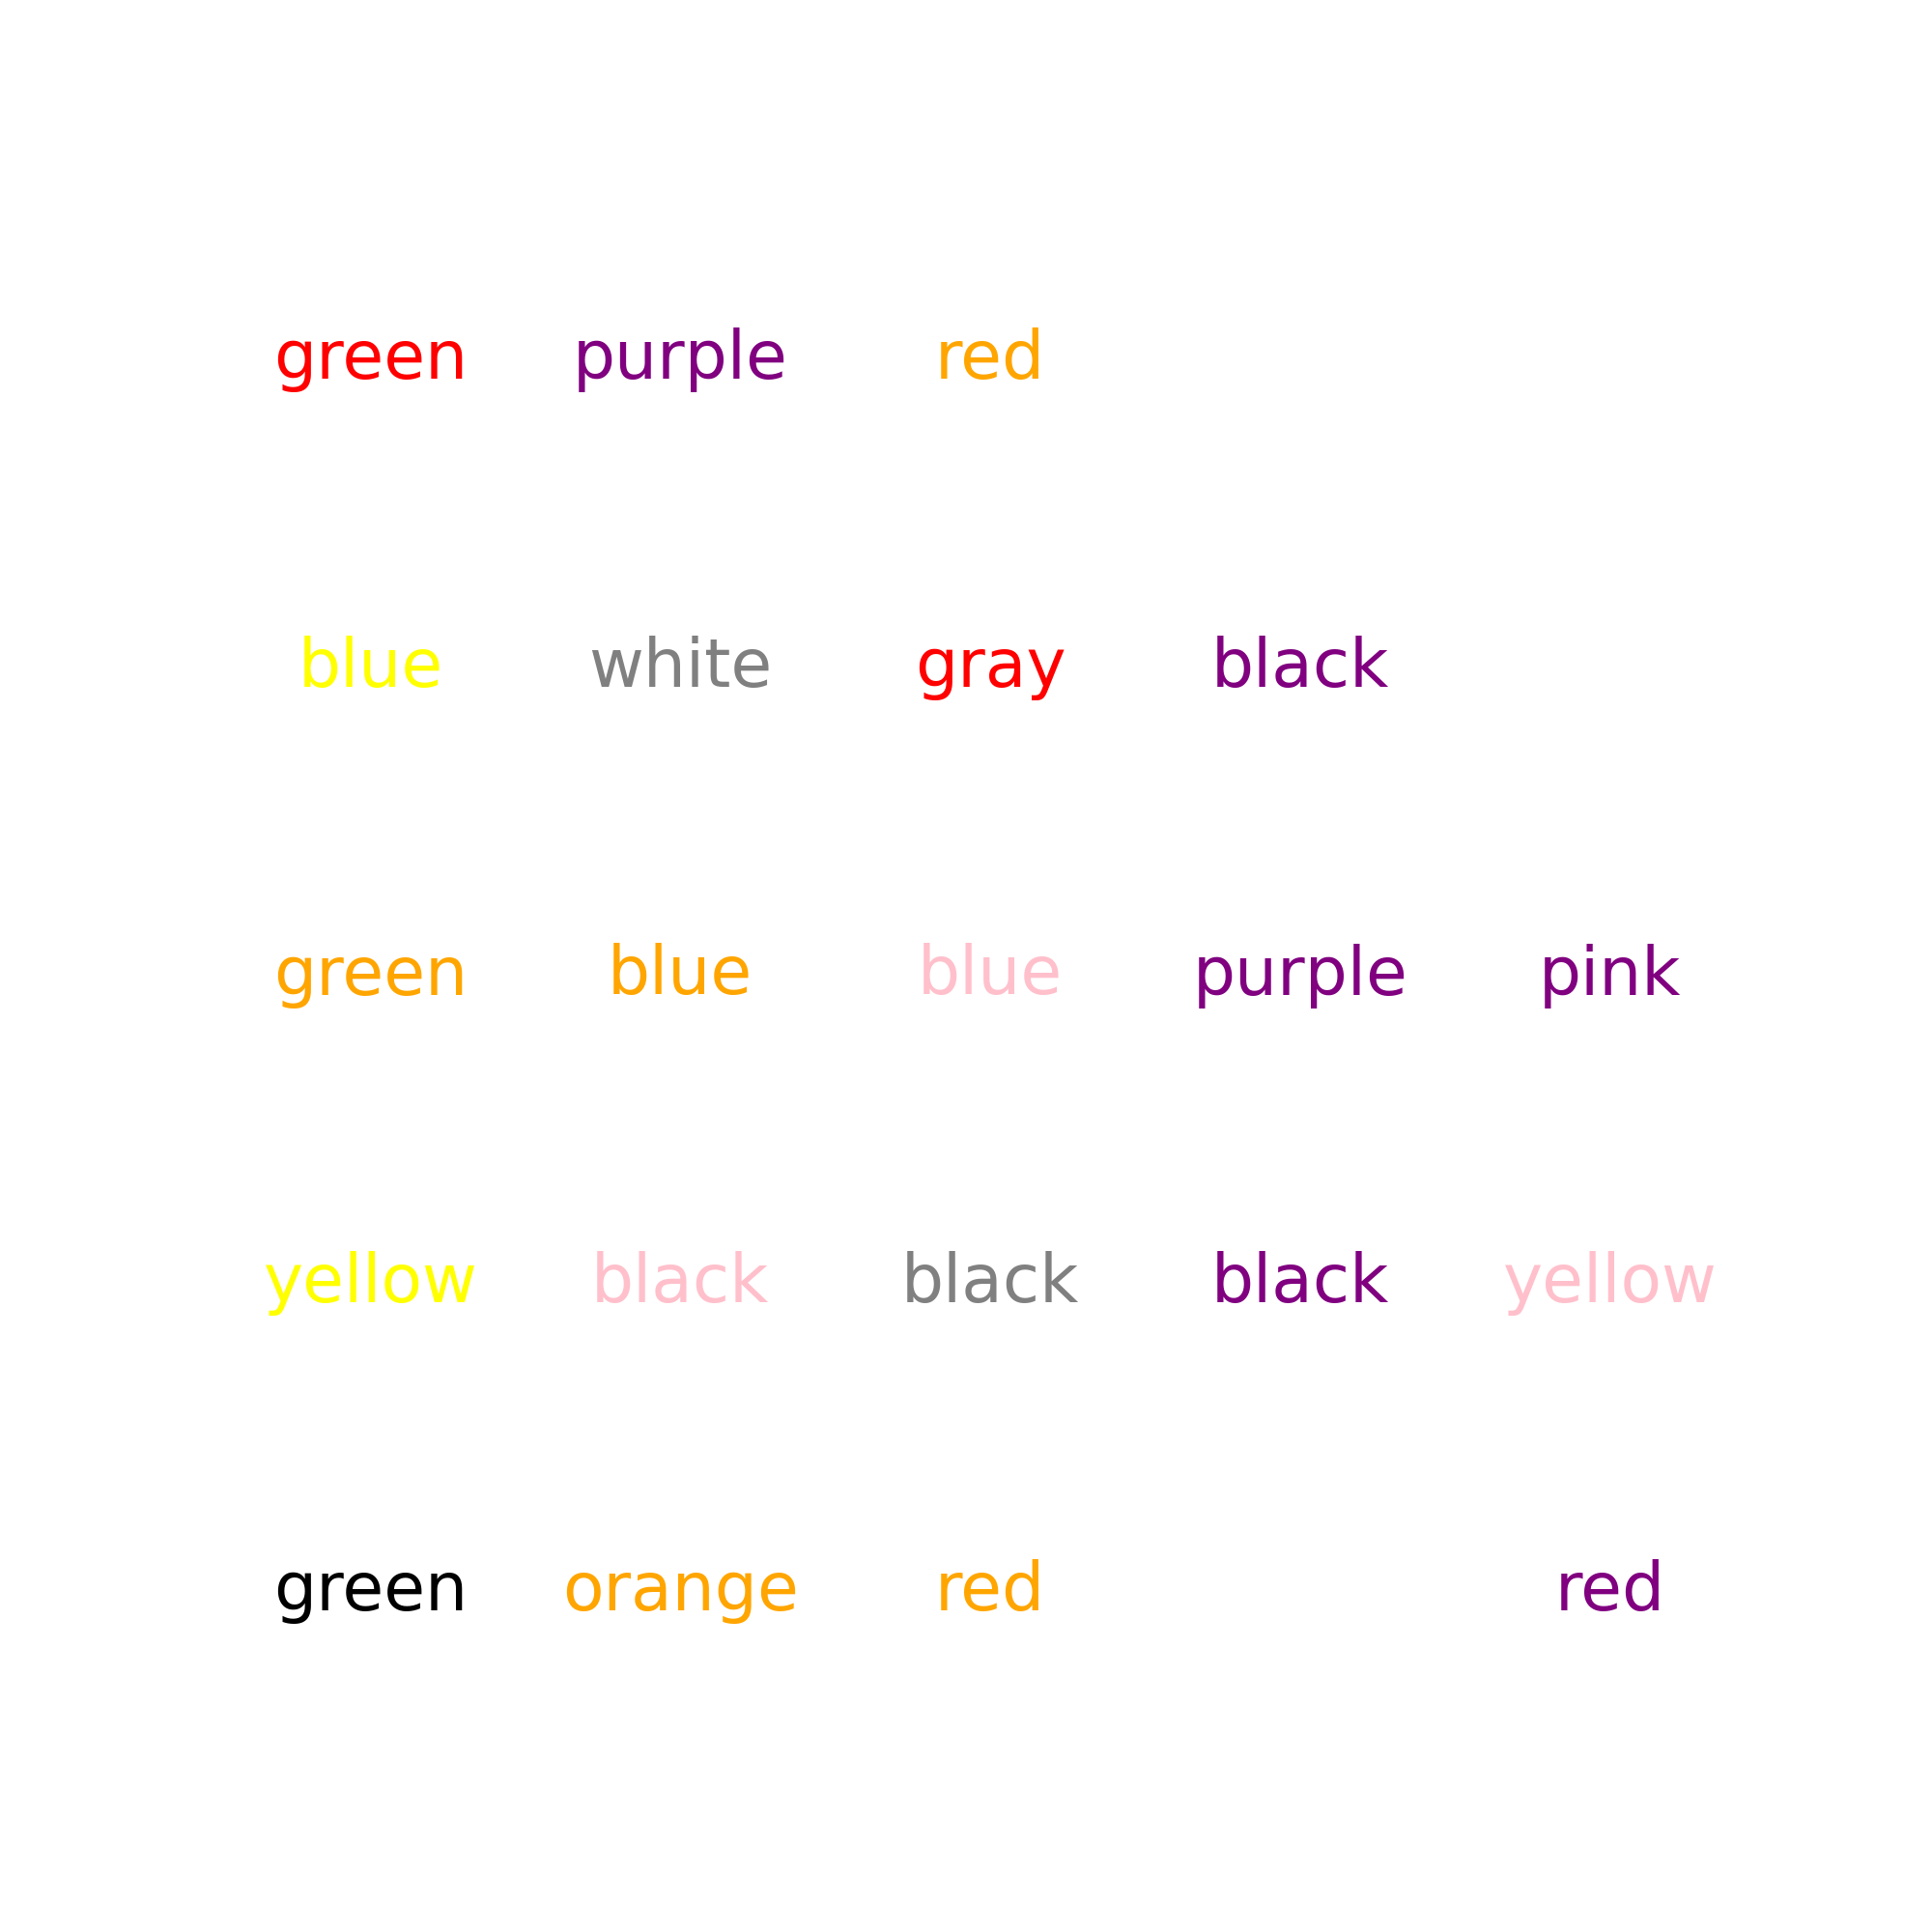 green purple red
blue white gray black
green blue blue purple pink
yellow black black black yellow
green orange red red